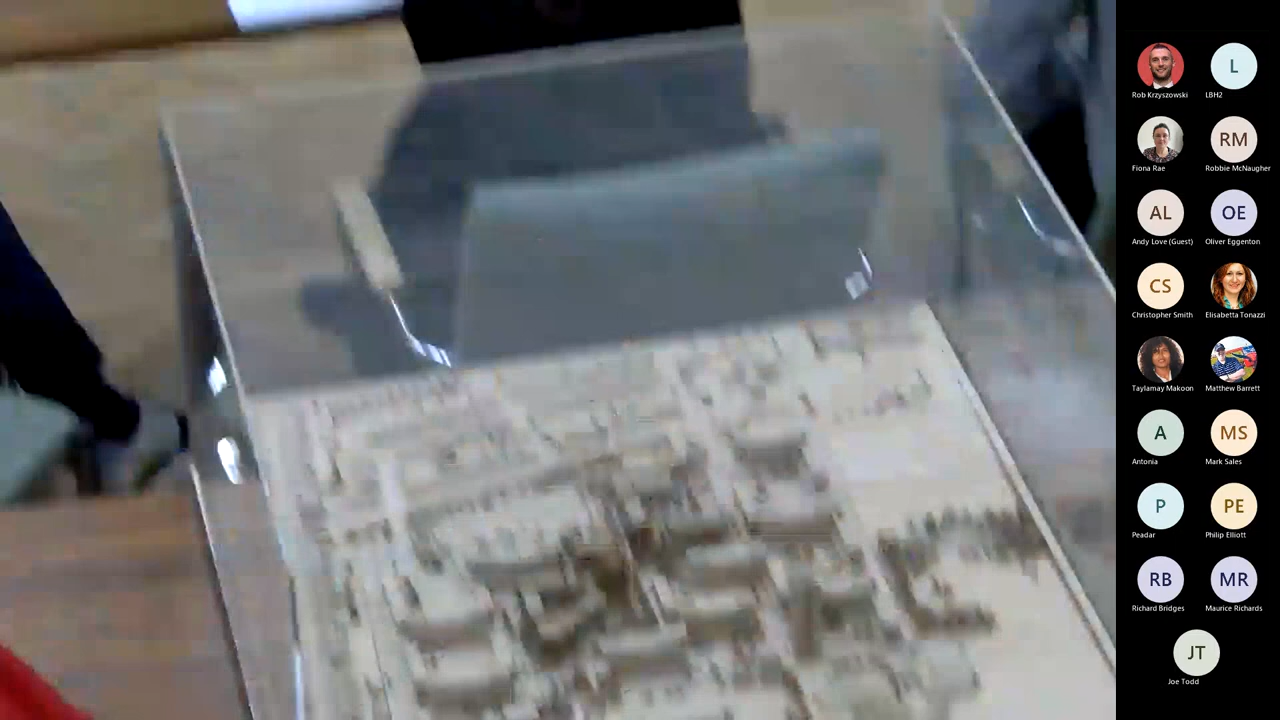 L
Rob Krzyszowski
LBH2
RM
Fiona Rae
Robbie McNaugher
AL
OE
Andy Love (Guest)
Oliver Eggenton
CS
Christopher Smith
Elisabetta Tonazzi
Taylamay Makoon
Matthew Barrett
A
MS
Antonia
Mark Sales
P
PE
Peadar
Philip Elliott
RB
MR
Richard Bridges
Maurice Richards
JT
Joe Todd